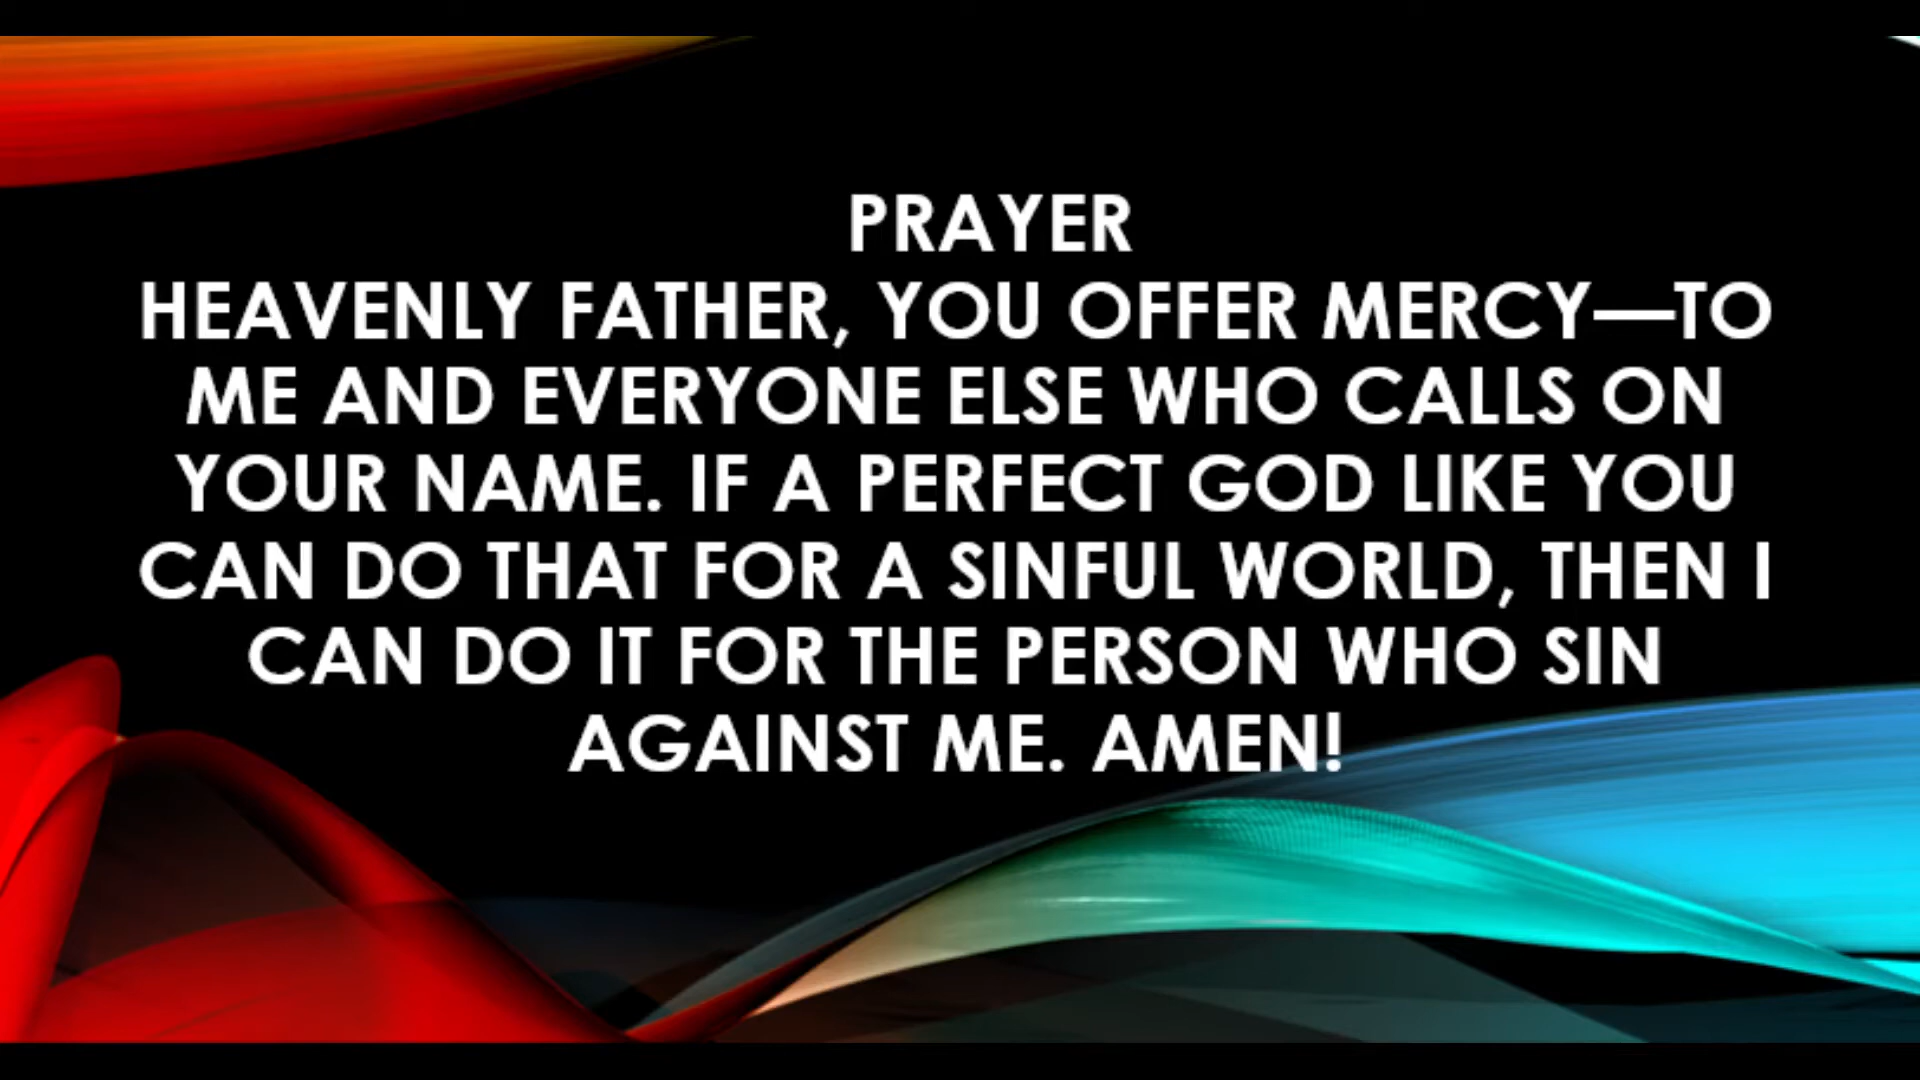 PRAYER
HEAVENLY FATHER, YOU OFFER MERCY—TO
ME AND EVERYONE ELSE WHO CALLS ON
YOUR NAME. IF A PERFECT GOD LIKE YOU
CAN DO THAT FOR A SINFUL WORLD, THEN I
CAN DO IT FOR THE PERSON WHO SIN
AGAINST ME. AMEN!